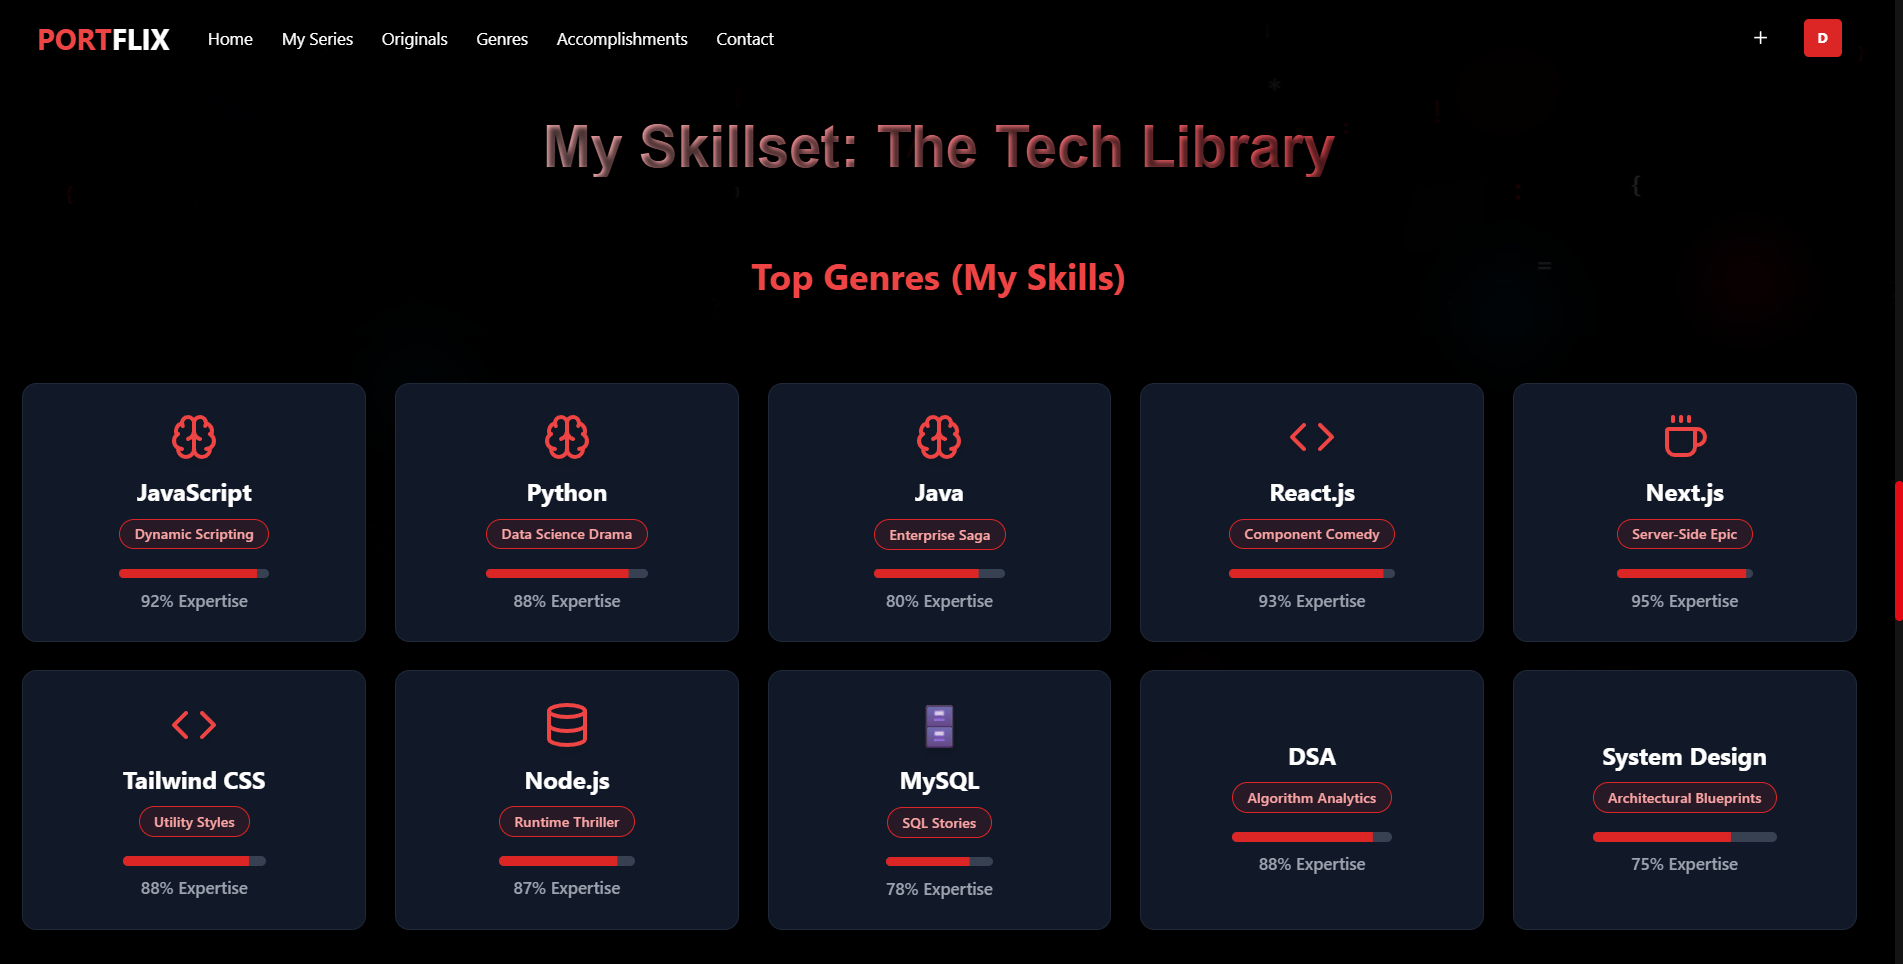 PORTFLIX Home My Series Originals Genres Accomplishments Contact + D
My Skillset: The Tech Library
Top Genres (My Skills)
JavaScript
Dynamic Scripting
92% Expertise
Python
Data Science Drama
88% Expertise
Java
Enterprise Saga
80% Expertise
React.js
Component Comedy
93% Expertise
Next.js
Server-Side Epic
95% Expertise
Tailwind CSS
Utility Styles
88% Expertise
Node.js
Runtime Thriller
87% Expertise
MySQL
SQL Stories
78% Expertise
DSA
Algorithm Analytics
88% Expertise
System Design
Architectural Blueprints
75% Expertise